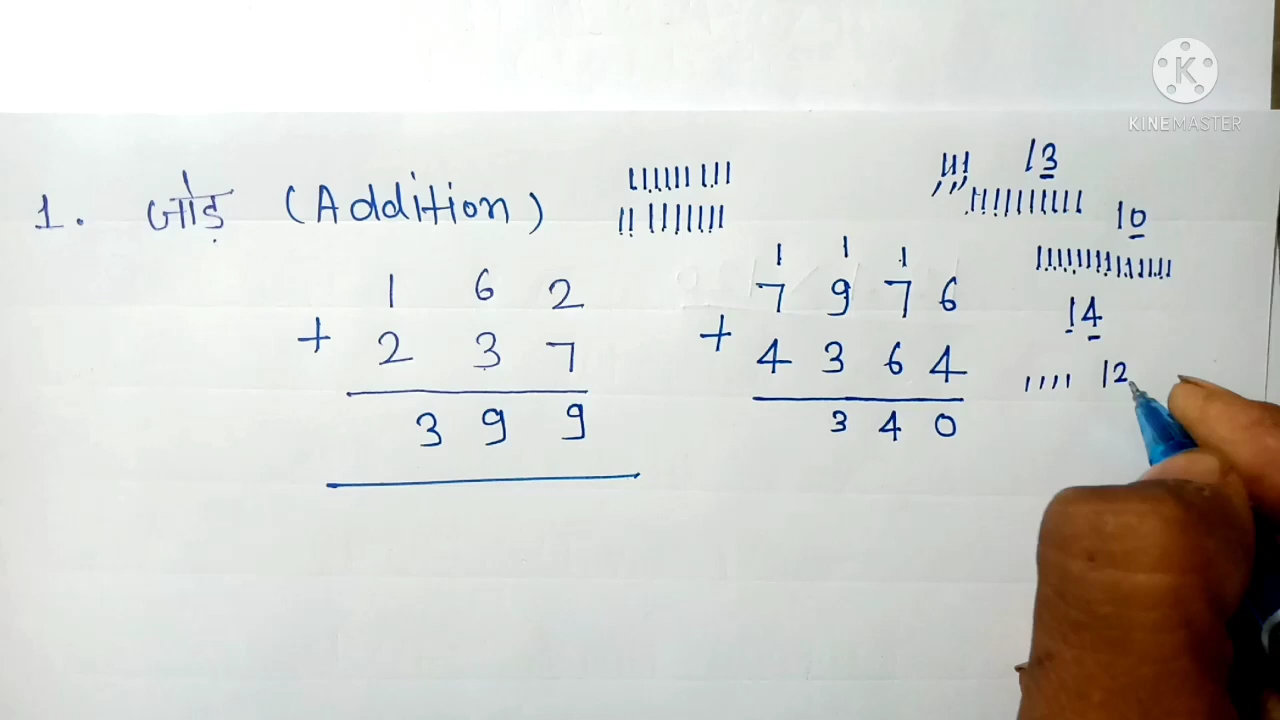 KINEMASTER
1. जोड़ (Addition)
1 6 2
+ 2 3 7
3 9 9
1 1 1
7 9 7 6
+ 4 3 6 4
3 4 0
13
10
14
12